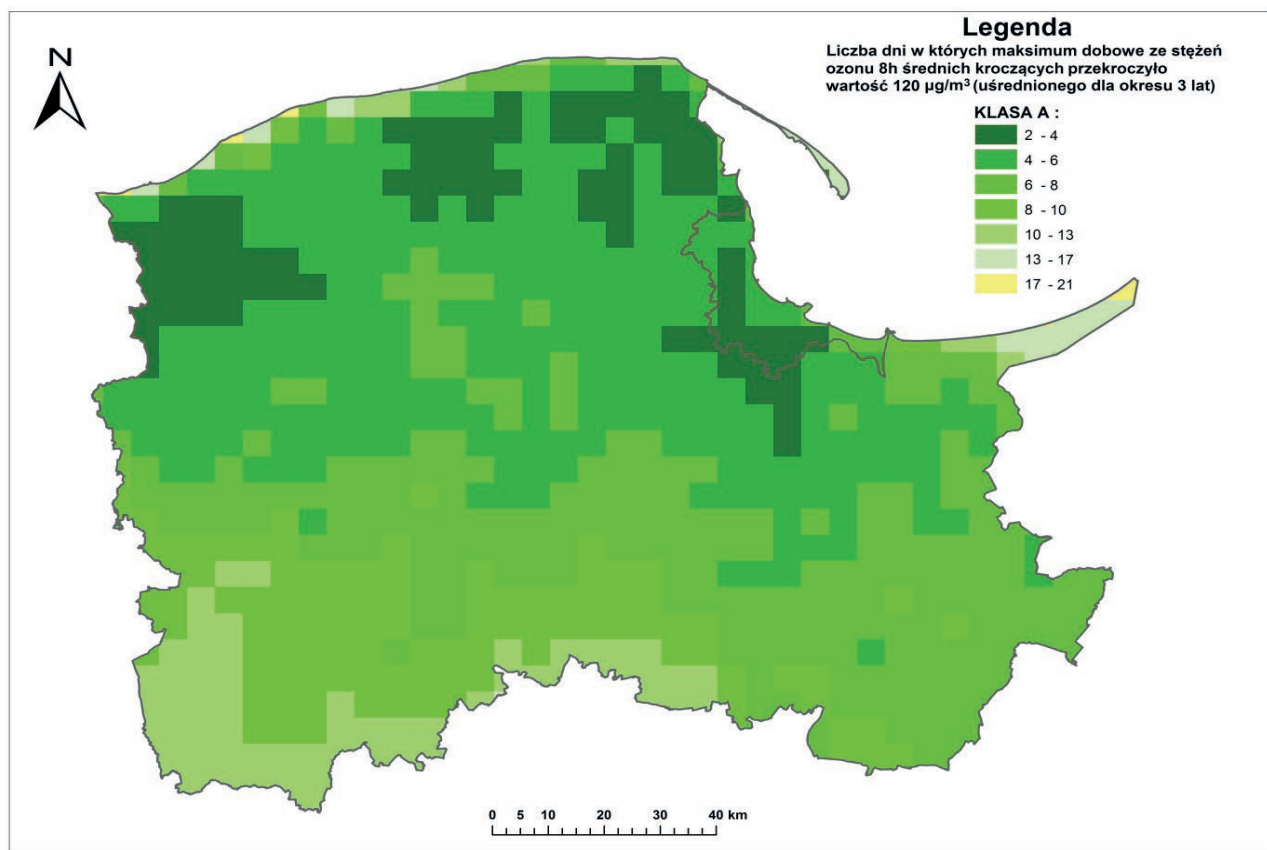 N
Legenda
Liczba dni w których maksimum dobowe ze stężeń
ozonu 8h średnich kroczących przekroczyło
wartość 120 µg/m³ (uśrednionego dla okresu 3 lat)
KLASA A :
2 - 4
4 - 6
6 - 8
8 - 10
10 - 13
13 - 17
17 - 21
0 5 10 20 30 40 km